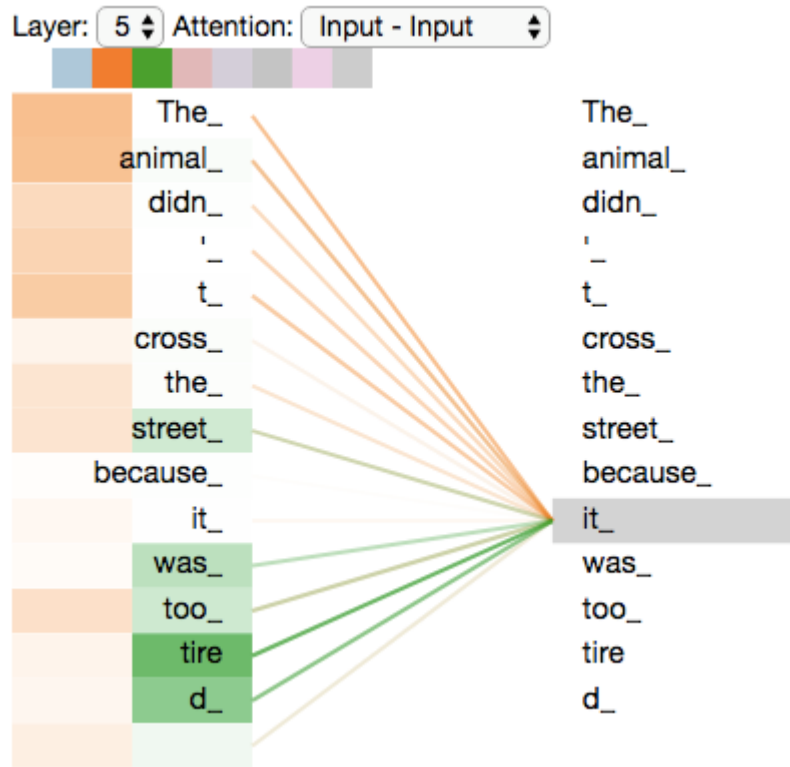 Layer: 5 Attention: Input - Input
The_ The_
animal_ animal_
didn_ didn_
'_ '_
t_ t_
cross_ cross_
the_ the_
street_ street_
because_ because_
it_ it_
was_ was_
too_ too_
tire tire
d_ d_